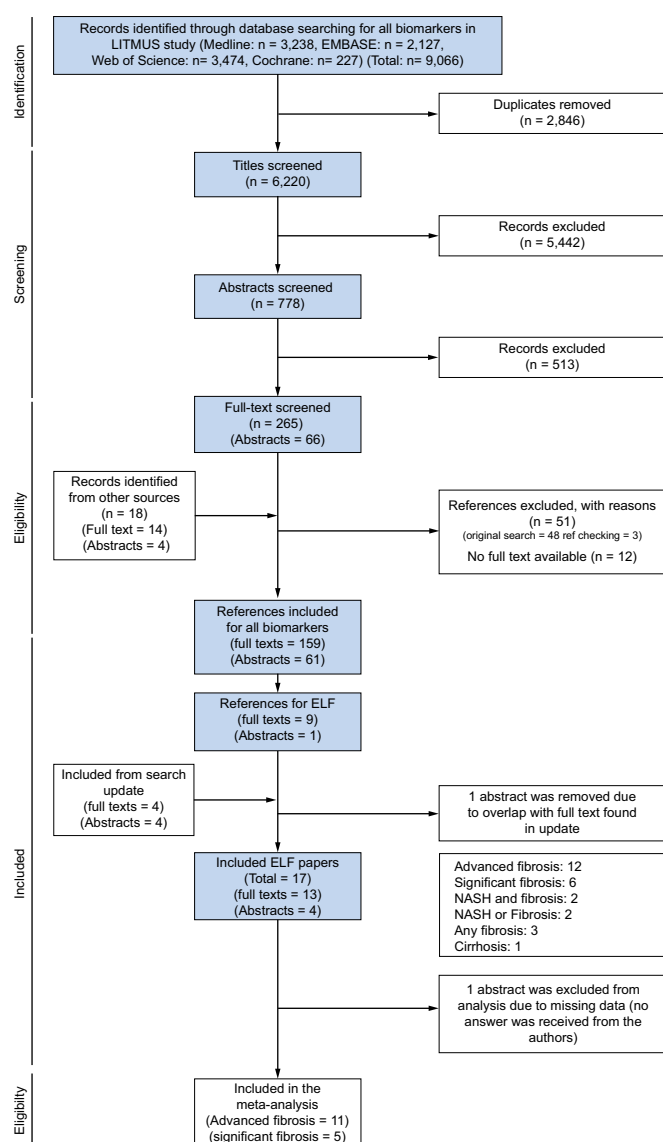 Identification
Records identified through database searching for all biomarkers in
LITMUS study (Medline: n = 3,238, EMBASE: n = 2,127,
Web of Science: n= 3,474, Cochrane: n= 227) (Total: n= 9,066)
Duplicates removed
(n = 2,846)
Screening
Titles screened
(n = 6,220)
Records excluded
(n = 5,442)
Abstracts screened
(n = 778)
Records excluded
(n = 513)
Eligibility
Full-text screened
(n = 265)
(Abstracts = 66)
Records identified
from other sources
(n = 18)
(Full text = 14)
(Abstracts = 4)
References excluded, with reasons
(n = 51)
(original search = 48 ref checking = 3)
No full text available (n = 12)
References included
for all biomarkers
(full texts = 159)
(Abstracts = 61)
Included
References for ELF
(full texts = 9)
(Abstract = 1)
Included from search
update
(full texts = 4)
(Abstracts = 4)
1 abstract was removed due
to overlap with full text found
in update
Included ELF papers
(Total = 17)
(full texts = 13)
(Abstracts = 4)
Advanced fibrosis: 12
Significant fibrosis: 6
NASH and fibrosis: 2
NASH or Fibrosis: 2
Any fibrosis: 3
Cirrhosis: 1
1 abstract was excluded from
analysis due to missing data (no
answer was received from the
authors)
Eligibilty
Included in the
meta-analysis
(Advanced fibrosis = 11)
(significant fibrosis = 5)